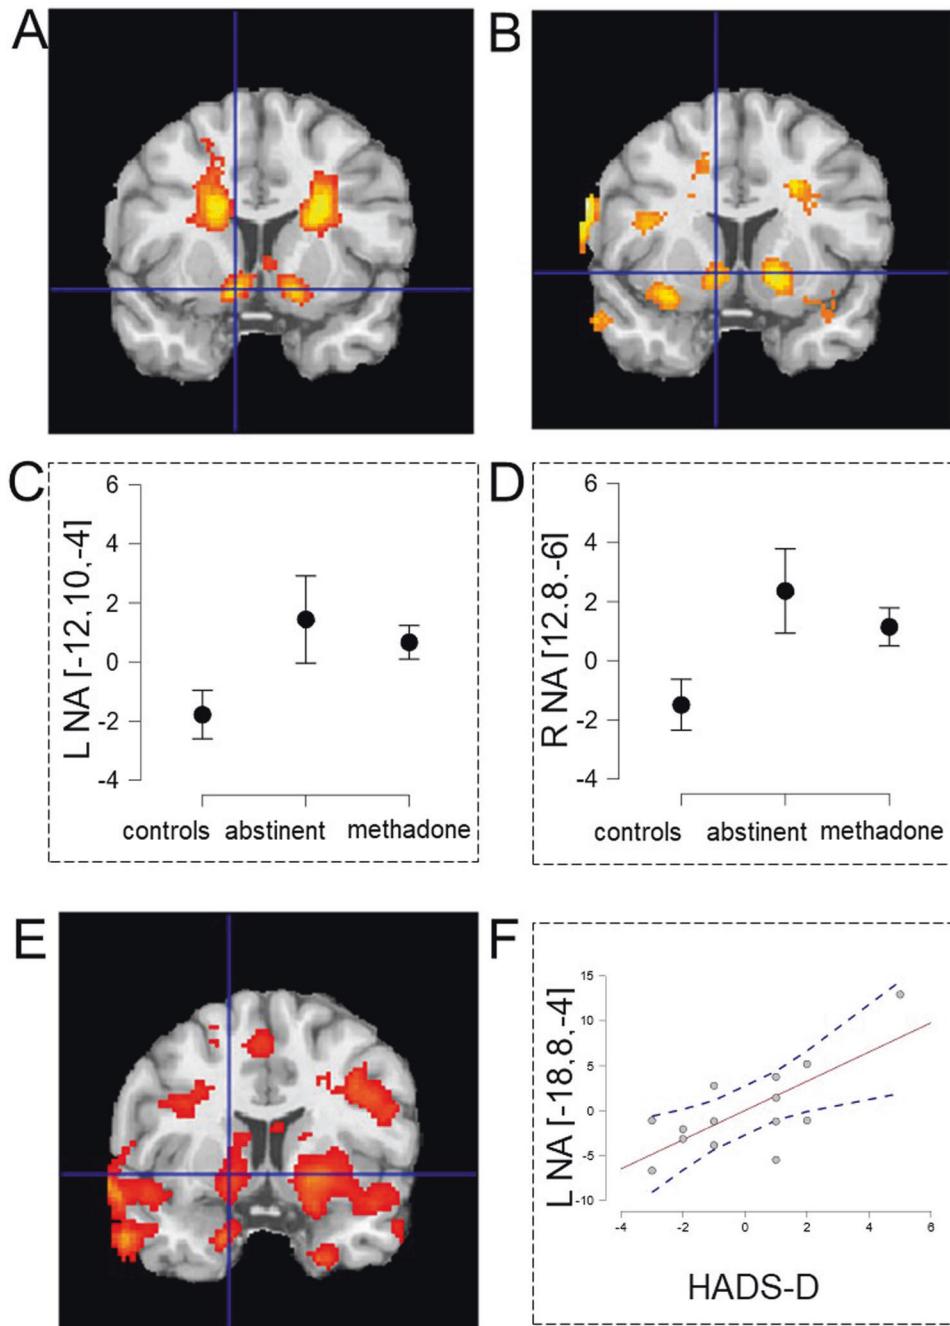 A
B
C
L NA [-12,10,-4]
6
4
2
0
-2
-4
controls abstinent methadone
D
R NA [12,8,-6]
6
4
2
0
-2
-4
controls abstinent methadone
E
F
L NA [-18,8,-4]
15
10
5
0
-5
-10
-4 -2 0 2 4 6
HADS-D